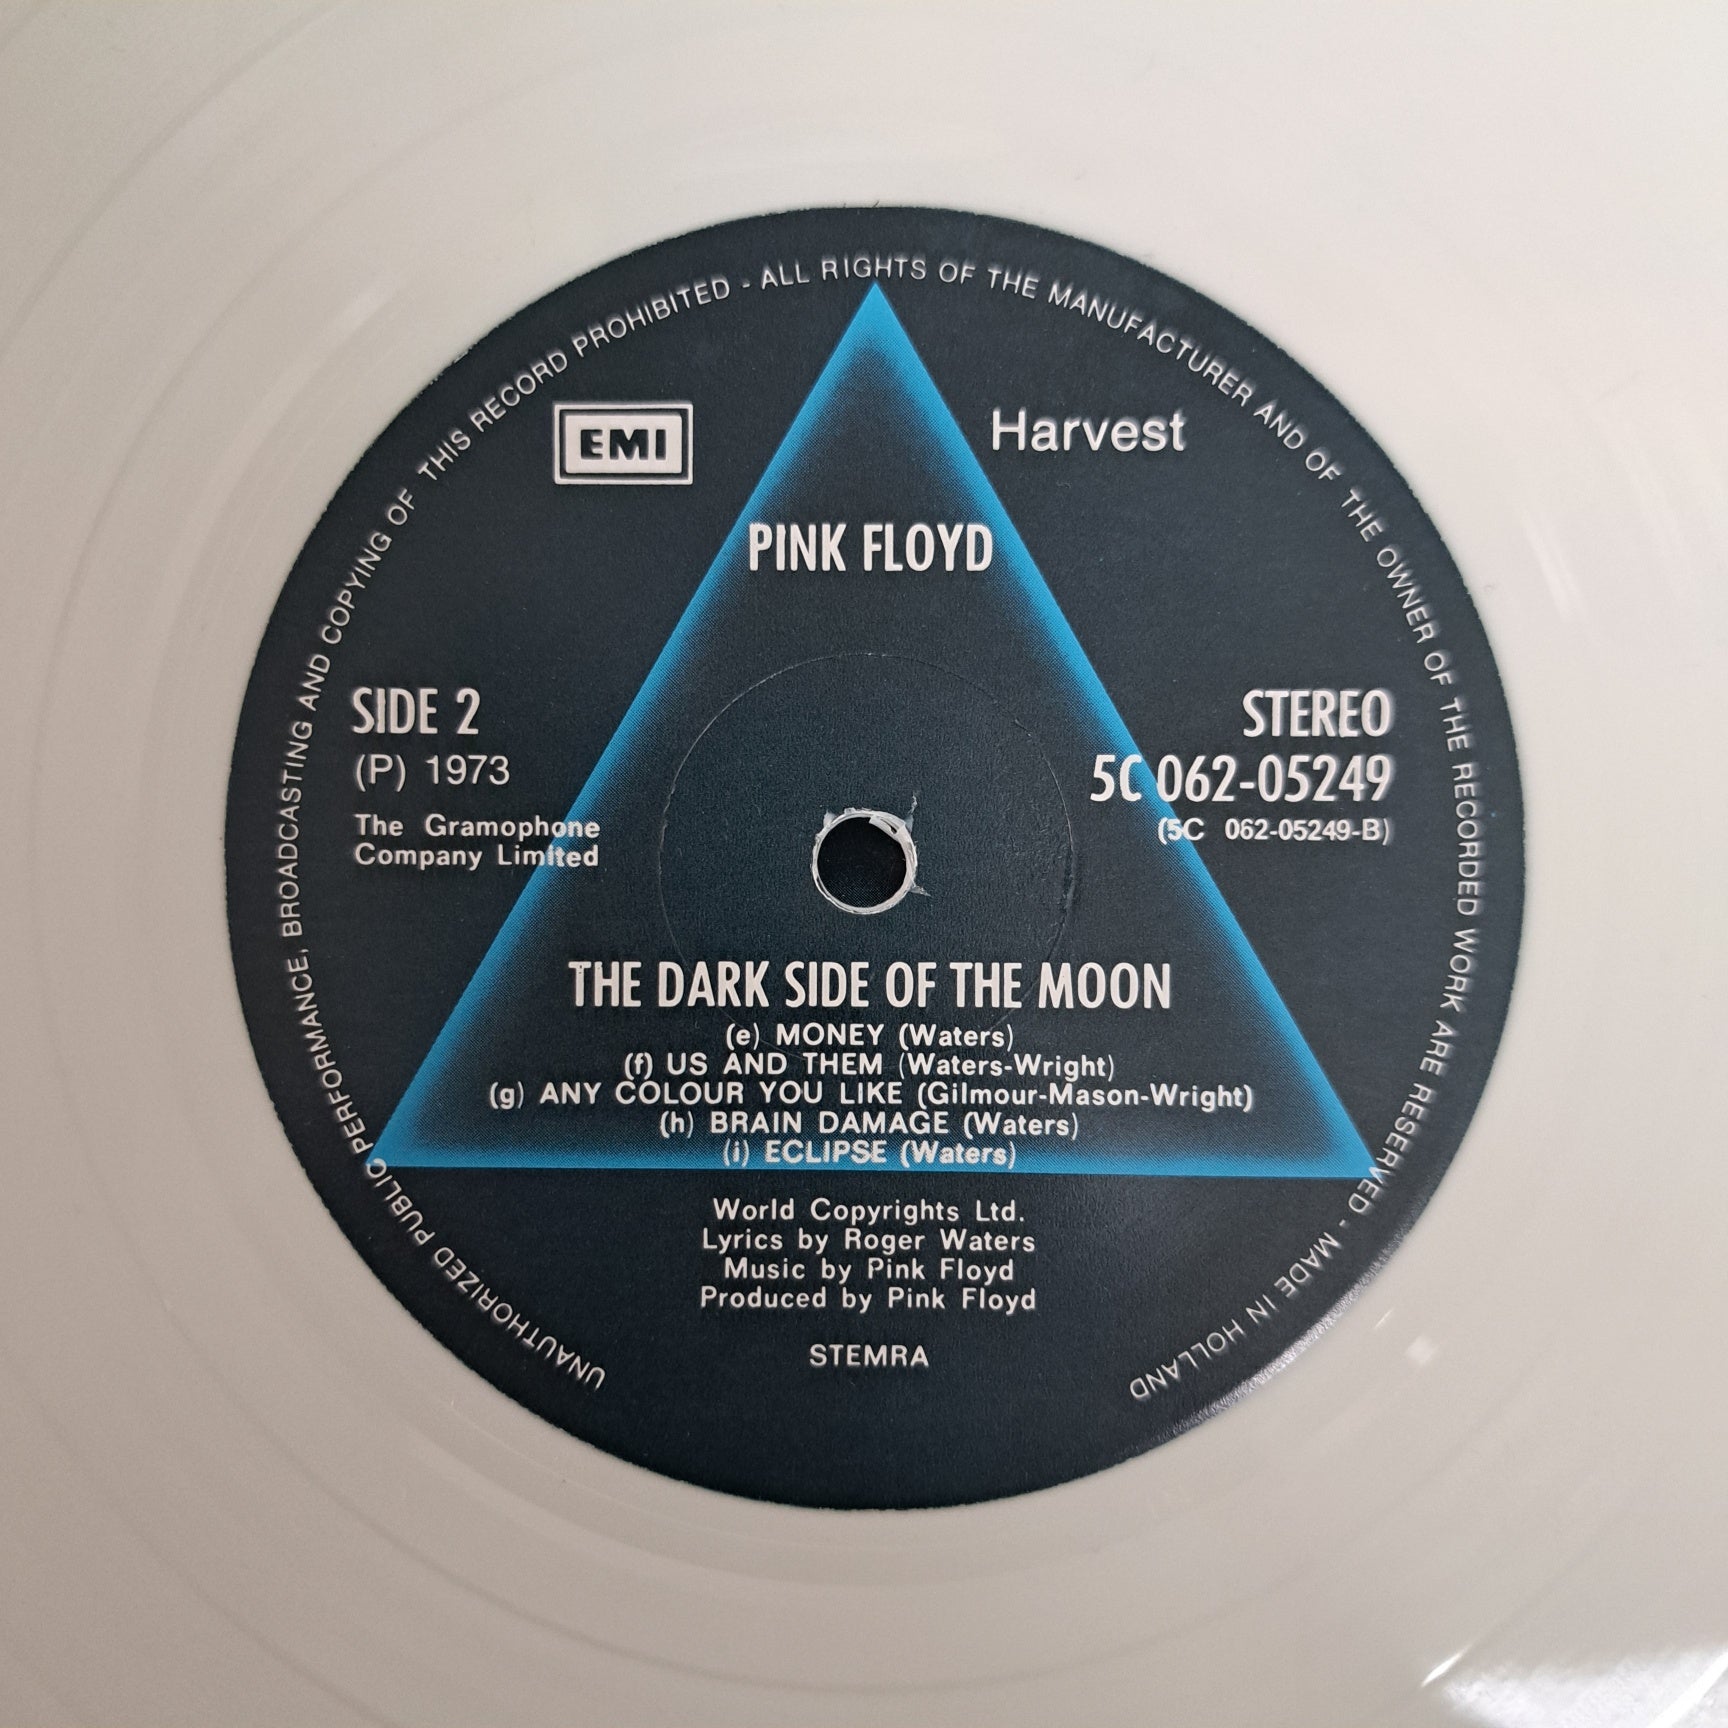 UNAUTHORIZED PUBLIC PERFORMANCE, BROADCASTING AND COPYING OF THIS RECORD PROHIBITED - ALL RIGHTS OF THE MANUFACTURER AND OF THE OWNER OF THE RECORDED WORK ARE RESERVED - MADE IN HOLLAND
EMI
Harvest
PINK FLOYD
SIDE 2
(P) 1973
The Gramophone
Company Limited
STEREO
5C 062-05249
(5C 062-05249-B)
THE DARK SIDE OF THE MOON
(e) MONEY (Waters)
(f) US AND THEM (Waters-Wright)
(g) ANY COLOUR YOU LIKE (Gilmour-Mason-Wright)
(h) BRAIN DAMAGE (Waters)
(i) ECLIPSE (Waters)
World Copyrights Ltd.
Lyrics by Roger Waters
Music by Pink Floyd
Produced by Pink Floyd
STEMRA